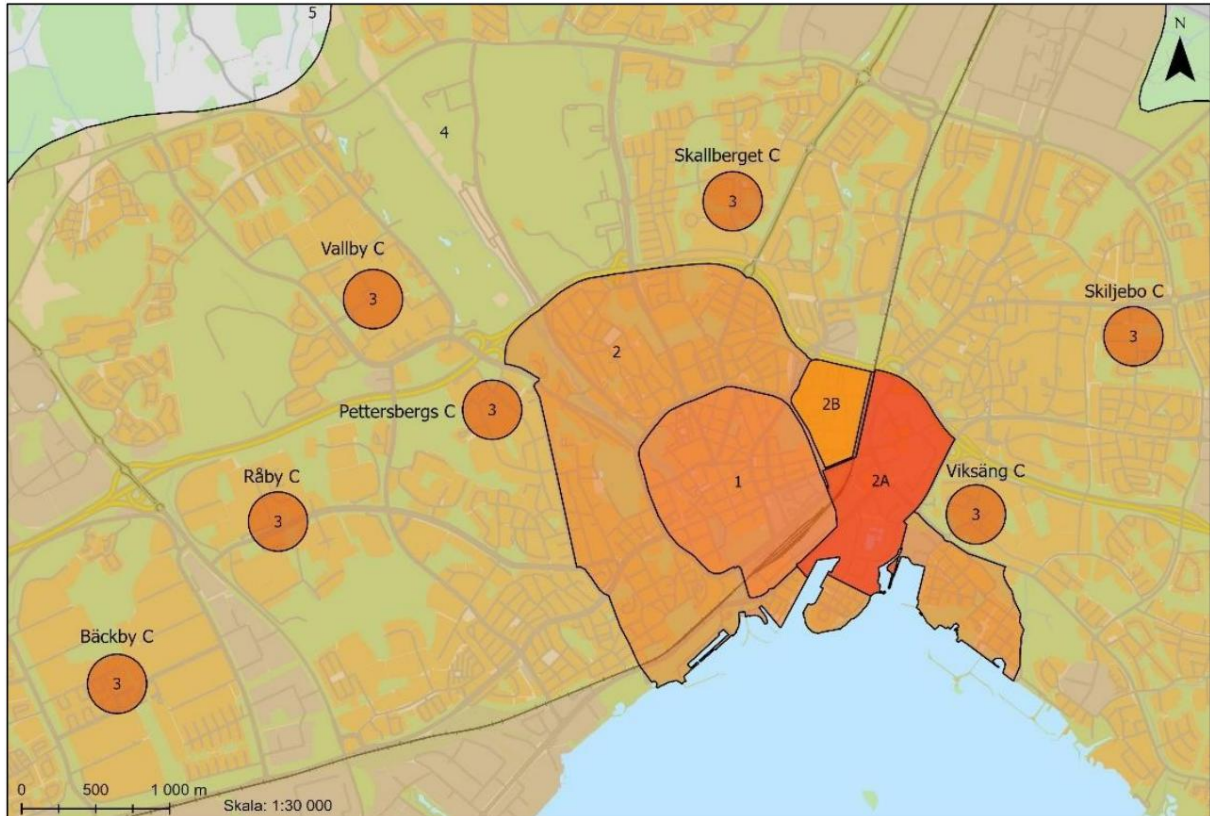 5
N
4
Skallberget C
3
Vallby C
3
Skiljebo C
3
2
Pettersbergs C
3
2B
Råby C
3
1
2A
Viksäng C
3
Bäckby C
3
0 500 1 000 m
Skala: 1:30 000